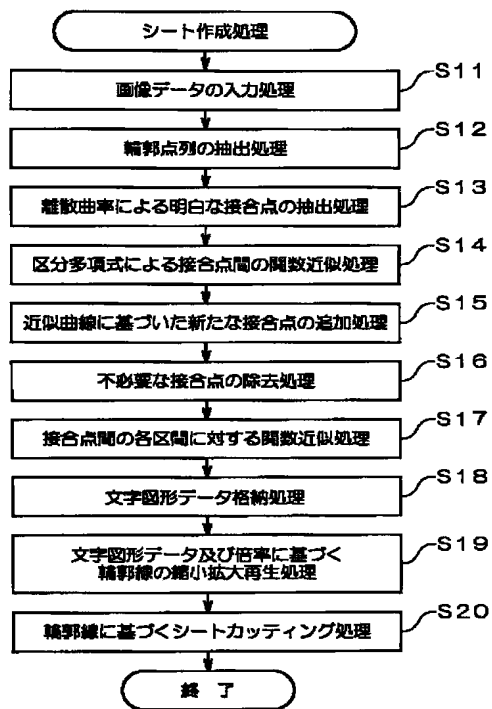 シート作成処理
S11
画像データの入力処理
S12
輪郭点列の抽出処理
S13
離散曲率による明白な接合点の抽出処理
S14
区分多項式による接合点間の関数近似処理
S15
近似曲線に基づいた新たな接合点の追加処理
S16
不必要な接合点の除去処理
S17
接合点間の各区間に対する関数近似処理
S18
文字図形データ格納処理
S19
文字図形データ及び倍率に基づく
輪郭線の縮小拡大再生処理
S20
輪郭線に基づくシートカッティング処理
終 了